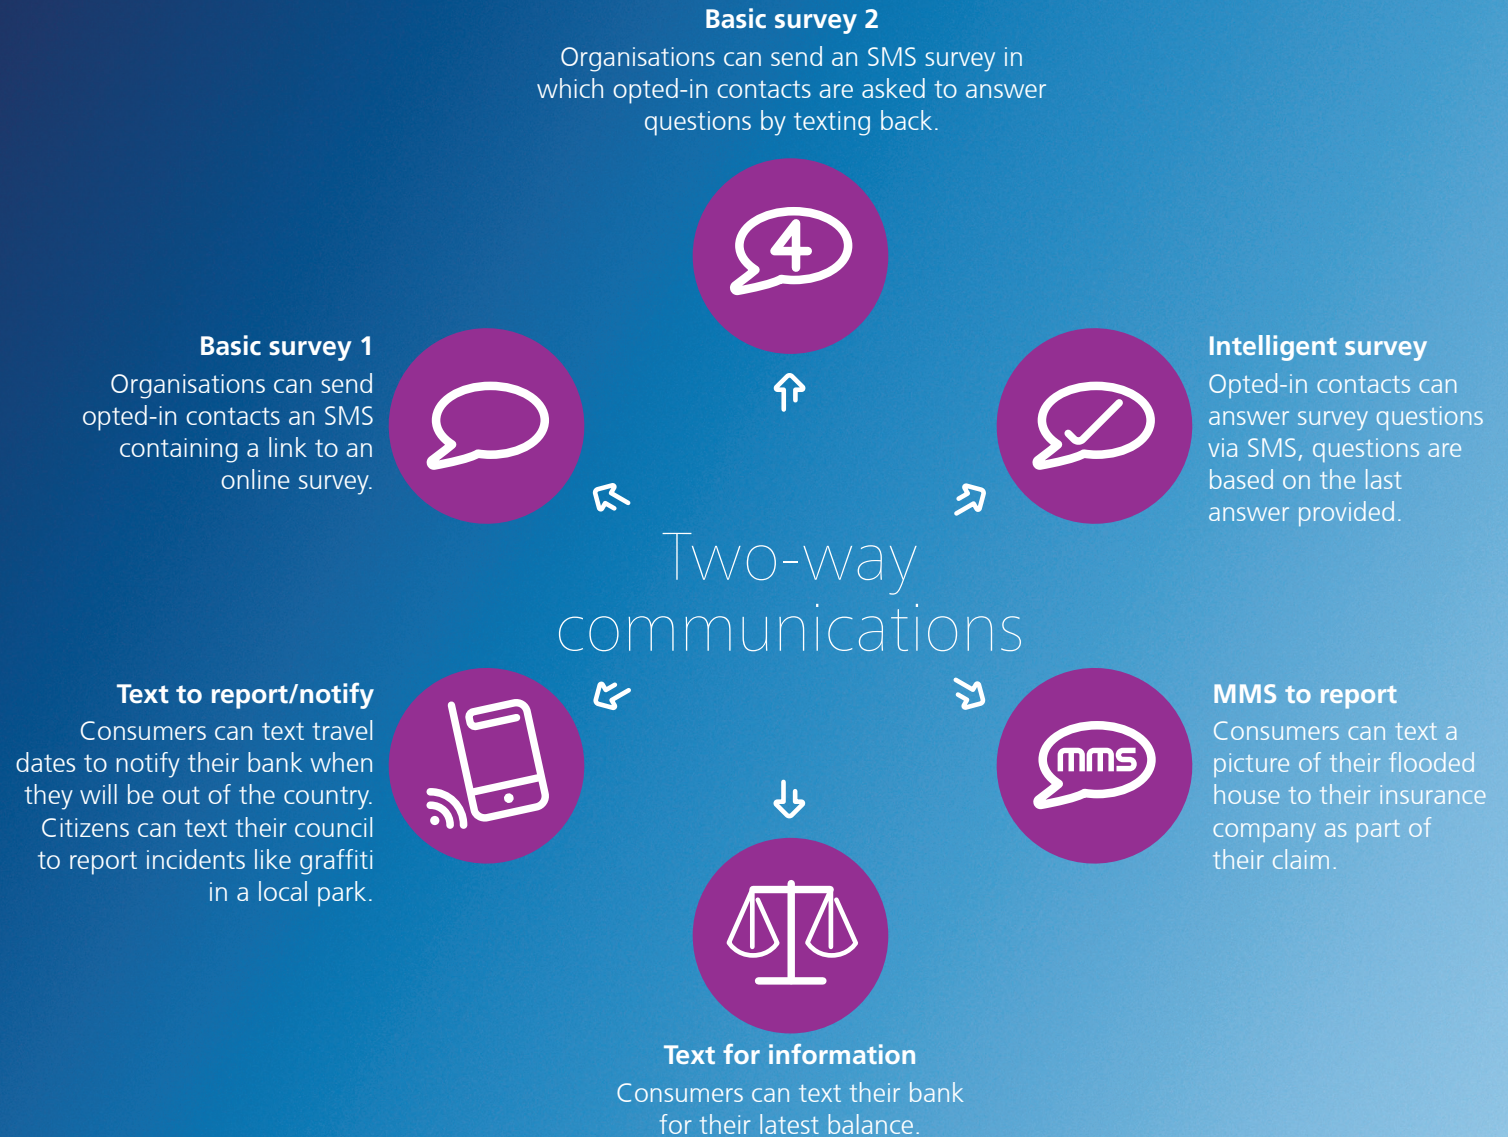 Basic survey 2
Organisations can send an SMS survey in
which opted-in contacts are asked to answer
questions by texting back.
4
Basic survey 1
Organisations can send
opted-in contacts an SMS
containing a link to an
online survey.
Intelligent survey
Opted-in contacts can
answer survey questions
via SMS, questions are
based on the last
answer provided.
Two-way
communications
Text to report/notify
Consumers can text travel
dates to notify their bank when
they will be out of the country.
Citizens can text their council
to report incidents like graffiti
in a local park.
mms
MMS to report
Consumers can text a
picture of their flooded
house to their insurance
company as part of
their claim.
Text for information
Consumers can text their bank
for their latest balance.